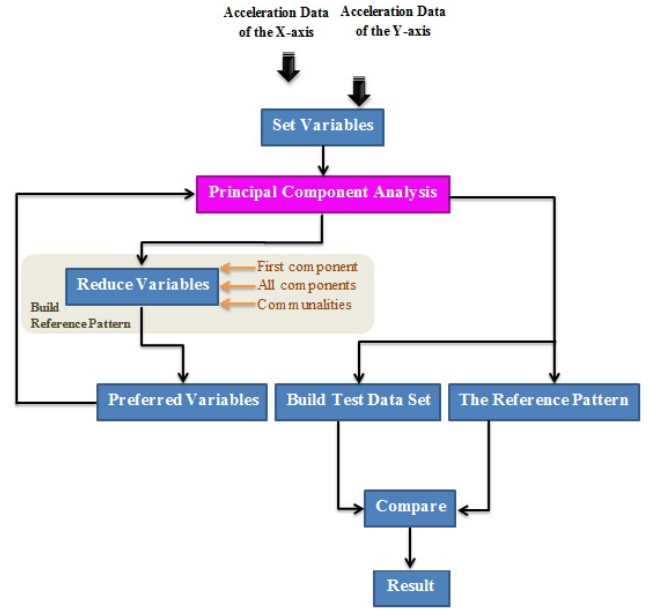 Acceleration Data
of the X-axis
Acceleration Data
of the Y-axis
Set Variables
Principal Component Analysis
First component
Reduce Variables
All components
Communalities
Build
Reference Pattern
Preferred Variables
Build Test Data Set
The Reference Pattern
Compare
Result